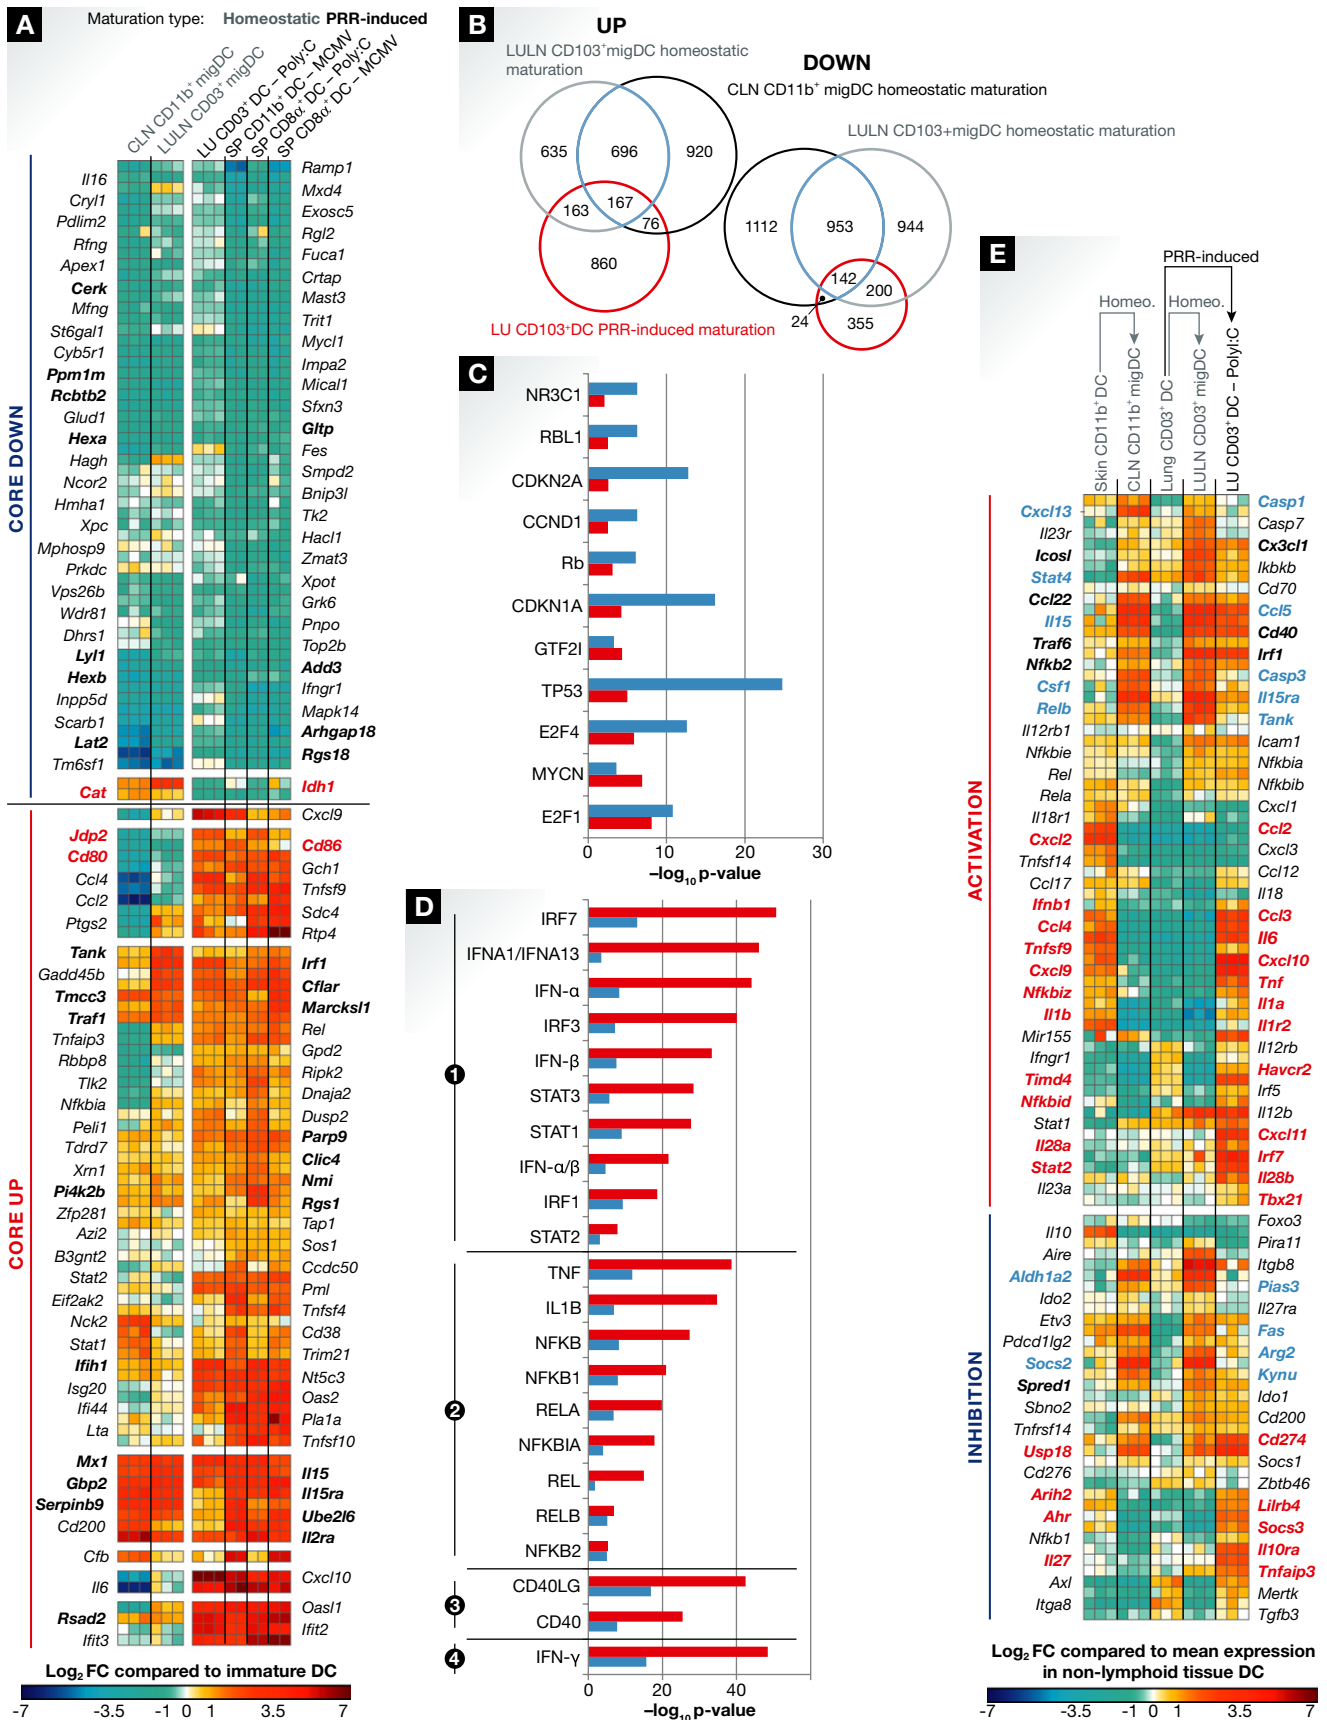 A
Maturation type: Homeostatic PRR-induced
CLN CD11b+ migDC
LULN CD03+ migDC
LU CD03+ DC – Poly:C
SP CD11b+ DC – MCMV
SP CD8α+ DC – Poly:C
SP CD8α+ DC – MCMV
CORE DOWN
Il16
Cryl1
Pdlim2
Rfng
Apex1
Cerk
Mfng
St6gal1
Cyb5r1
Ppm1m
Rcbtb2
Glud1
Hexa
Hagh
Ncor2
Hmha1
Xpc
Mphosp9
Prkdc
Vps26b
Wdr81
Dhrs1
Lyl1
Hexb
Inpp5d
Scarb1
Lat2
Tm6sf1
Cat
Ramp1
Mxd4
Exosc5
Rgl2
Fuca1
Crtap
Mast3
Trit1
Mycl1
Impa2
Mical1
Sfxn3
Gltp
Fes
Smpd2
Bnip3l
Tk2
Hacl1
Zmat3
Xpot
Grk6
Pnpo
Top2b
Add3
Ifngr1
Mapk14
Arhgap18
Rgs18
Idh1
CORE UP
Jdp2
Cd80
Ccl4
Ccl2
Ptgs2
Tank
Gadd45b
Tmcc3
Traf1
Tnfaip3
Rbbp8
Tlk2
Nfkbia
Peli1
Tdrd7
Xrn1
Pi4k2b
Zfp281
Azi2
B3gnt2
Stat2
Eif2ak2
Nck2
Stat1
Ifih1
Isg20
Ifi44
Lta
Mx1
Gbp2
Serpinb9
Cd200
Cfb
Il6
Rsad2
Ifit3
Cxcl9
Cd86
Gch1
Tnfsf9
Sdc4
Rtp4
Irf1
Cflar
Marcksl1
Rel
Gpd2
Ripk2
Dnaja2
Dusp2
Parp9
Clic4
Nmi
Rgs1
Tap1
Sos1
Ccdc50
Pml
Tnfsf4
Cd38
Trim21
Nt5c3
Oas2
Pla1a
Tnfsf10
Il15
Il15ra
Ube2l6
Il2ra
Cxcl10
Oasl1
Ifit2
Log2 FC compared to immature DC
-7 -3.5 -1 0 1 3.5 7
B
UP
LULN CD103+migDC homeostatic
maturation
DOWN
CLN CD11b+ migDC homeostatic maturation
LULN CD103+migDC homeostatic maturation
635 696 920
163 167 76
860
1112 953 944
142 200
24 355
LU CD103+DC PRR-induced maturation
C
NR3C1
RBL1
CDKN2A
CCND1
Rb
CDKN1A
GTF2I
TP53
E2F4
MYCN
E2F1
0 10 20 30
–log10 p-value
D
1
IRF7
IFNA1/IFNA13
IFN-α
IRF3
IFN-β
STAT3
STAT1
IFN-α/β
IRF1
STAT2
2
TNF
IL1B
NFKB
NFKB1
RELA
NFKBIA
REL
RELB
NFKB2
3
CD40LG
CD40
4
IFN-γ
0 20 40
–log10 p-value
E
PRR-induced
Homeo. Homeo.
Skin CD11b+ DC
CLN CD11b+ migDC
Lung CD03+ DC
LULN CD03+ migDC
LU CD03+ DC – Polyl:C
ACTIVATION
Cxcl13
Il23r
Icosl
Stat4
Ccl22
Il15
Traf6
Nfkb2
Csf1
Relb
Il12rb1
Nfkbie
Rel
Rela
Il18r1
Cxcl2
Tnfsf14
Ccl17
Ifnb1
Ccl4
Tnfsf9
Cxcl9
Nfkbiz
Il1b
Mir155
Ifngr1
Timd4
Nfkbid
Stat1
Il28a
Stat2
Il23a
Casp1
Casp7
Cx3cl1
Ikbkb
Cd70
Ccl5
Cd40
Irf1
Casp3
Il15ra
Tank
Icam1
Nfkbia
Nfkbib
Cxcl1
Ccl2
Cxcl3
Ccl12
Il18
Ccl3
Il6
Cxcl10
Tnf
Il1a
Il1r2
Il12rb
Havcr2
Irf5
Il12b
Cxcl11
Irf7
Il28b
Tbx21
INHIBITION
Il10
Aire
Aldh1a2
Ido2
Etv3
Pdcd1lg2
Socs2
Spred1
Sbno2
Tnfrsf14
Usp18
Cd276
Arih2
Ahr
Nfkb1
Il27
Axl
Itga8
Foxo3
Pira11
Itgb8
Pias3
Il27ra
Fas
Arg2
Kynu
Ido1
Cd200
Cd274
Socs1
Zbtb46
Lilrb4
Socs3
Il10ra
Tnfaip3
Mertk
Tgfb3
Log2 FC compared to mean expression
in non-lymphoid tissue DC
-7 -3.5 -1 0 1 3.5 7